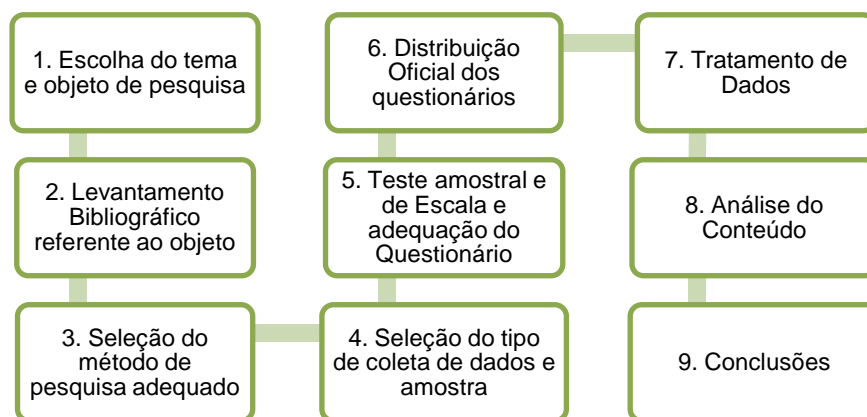 1. Escolha do tema
e objeto de pesquisa
2. Levantamento
Bibliográfico
referente ao objeto
3. Seleção do
método de
pesquisa adequado
4. Seleção do tipo
de coleta de dados e
amostra
5. Teste amostral e
de Escala e
adequação do
Questionário
6. Distribuição
Oficial dos
questionários
7. Tratamento de
Dados
8. Análise do
Conteúdo
9. Conclusões